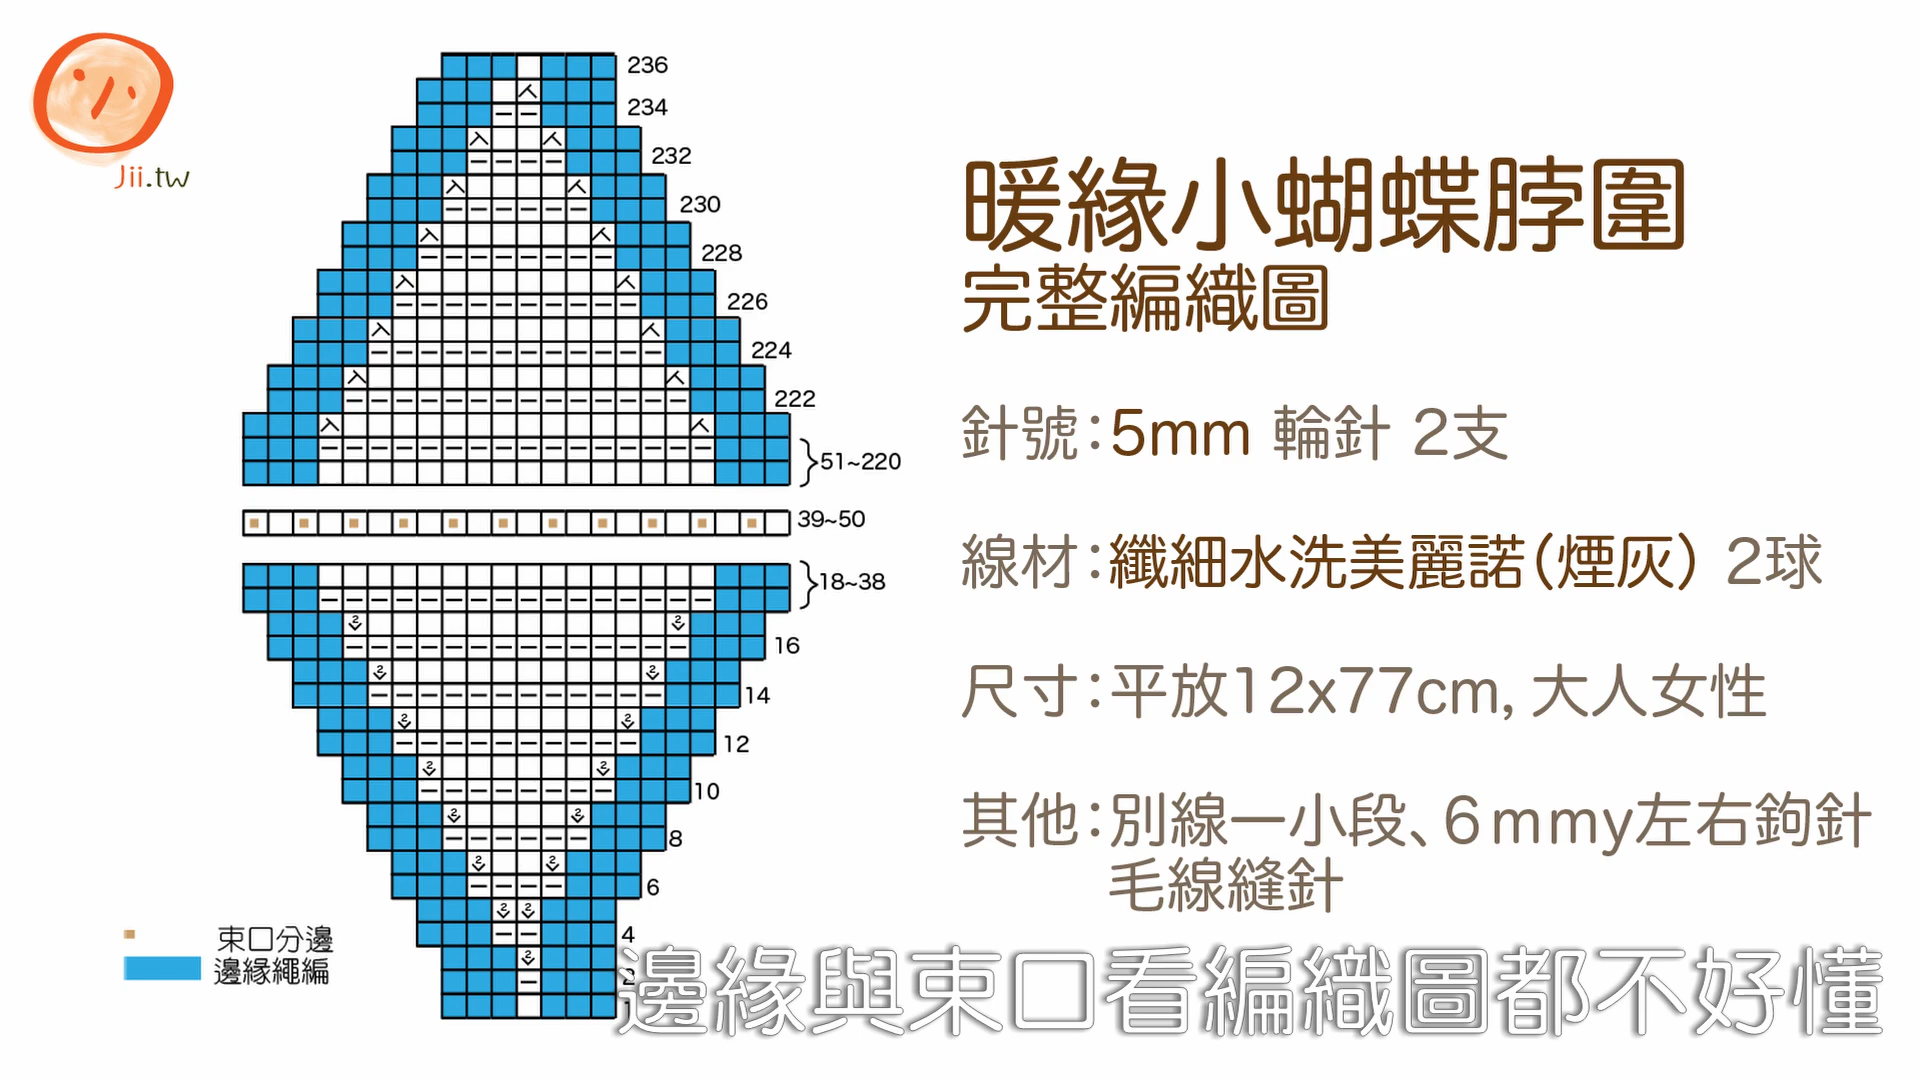 Jii.tw
236
234
232
230
228
226
224
222
51~220
39~50
18~38
16
14
12
10
8
6
4
2
束口分邊
邊緣繩編
暖緣小蝴蝶脖圍
完整編織圖
針號：5mm 輪針 2支
線材：纖細水洗美麗諾（煙灰） 2球
尺寸：平放12x77cm, 大人女性
其他：別線一小段、6mmy左右鉤針
毛線縫針
邊緣與束口看編織圖都不好懂